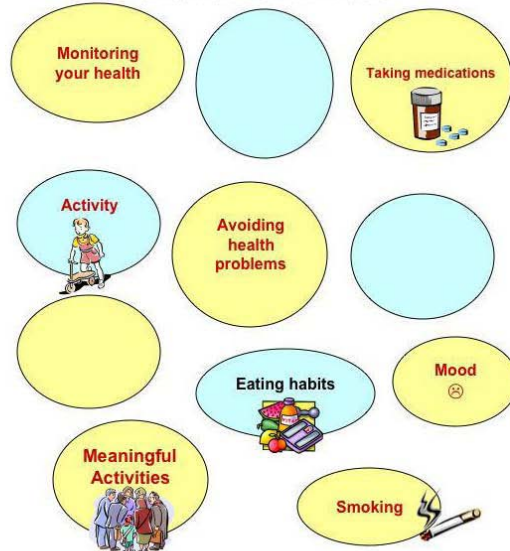 Monitoring
your health
Taking medications
Activity
Avoiding
health
problems
Eating habits
Mood
Meaningful
Activities
Smoking